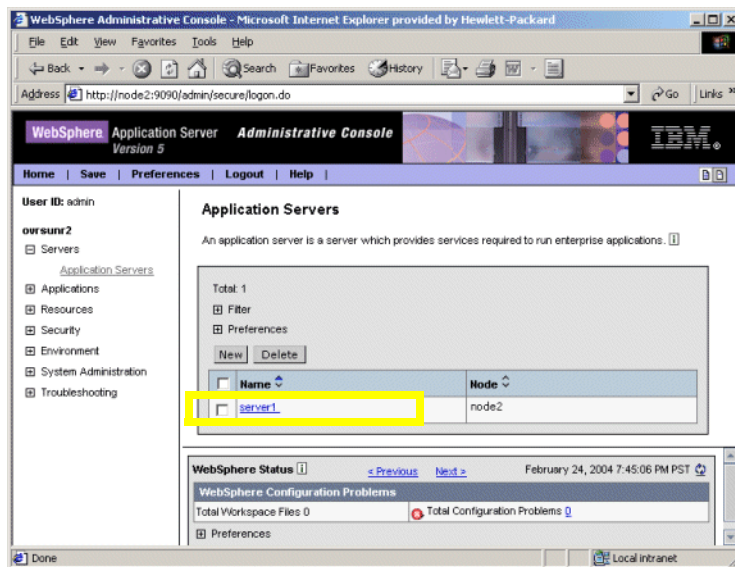 WebSphere Administrative Console - Microsoft Internet Explorer provided by Hewlett-Packard
File Edit View Favorites Tools Help
Back Search Favorites History
Address http://node2:9090/admin/secure/logon.do Go Links »
WebSphere Application Server Administrative Console
Version 5
IBM.
Home | Save | Preferences | Logout | Help |
User ID: admin
ovrsunr2
Servers
Application Servers
Applications
Resources
Security
Environment
System Administration
Troubleshooting
Application Servers
An application server is a server which provides services required to run enterprise applications. i
Total: 1
Filter
Preferences
New Delete
Name Node
server1 node2
WebSphere Status i < Previous Next > February 24, 2004 7:45:06 PM PST
WebSphere Configuration Problems
Total Workspace Files 0 Total Configuration Problems 0
Preferences
Done Local intranet